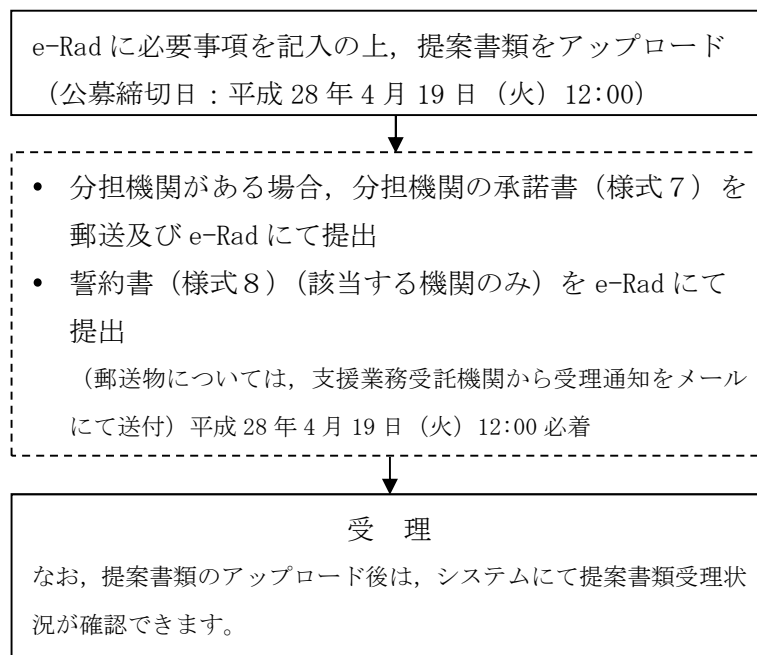 e-Rad に必要事項を記入の上，提案書類をアップロード
（公募締切日：平成 28 年 4 月 19 日（火）12:00）
• 分担機関がある場合，分担機関の承諾書（様式７）を
郵送及び e-Rad にて提出
• 誓約書（様式８）（該当する機関のみ）を e-Rad にて
提出
（郵送物については，支援業務受託機関から受理通知をメール
にて送付）平成 28 年 4 月 19 日（火）12:00 必着
受　理
なお，提案書類のアップロード後は，システムにて提案書類受理状
況が確認できます。